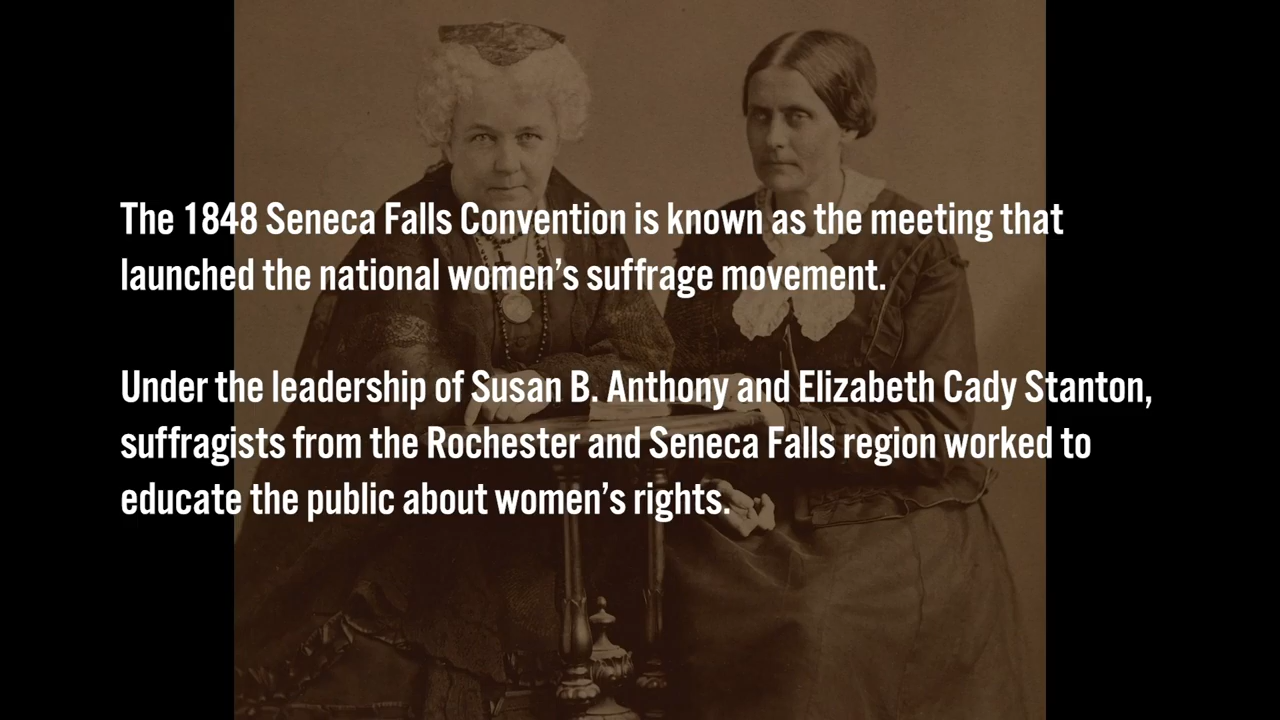 The 1848 Seneca Falls Convention is known as the meeting that
launched the national women’s suffrage movement.
Under the leadership of Susan B. Anthony and Elizabeth Cady Stanton,
suffragists from the Rochester and Seneca Falls region worked to
educate the public about women’s rights.